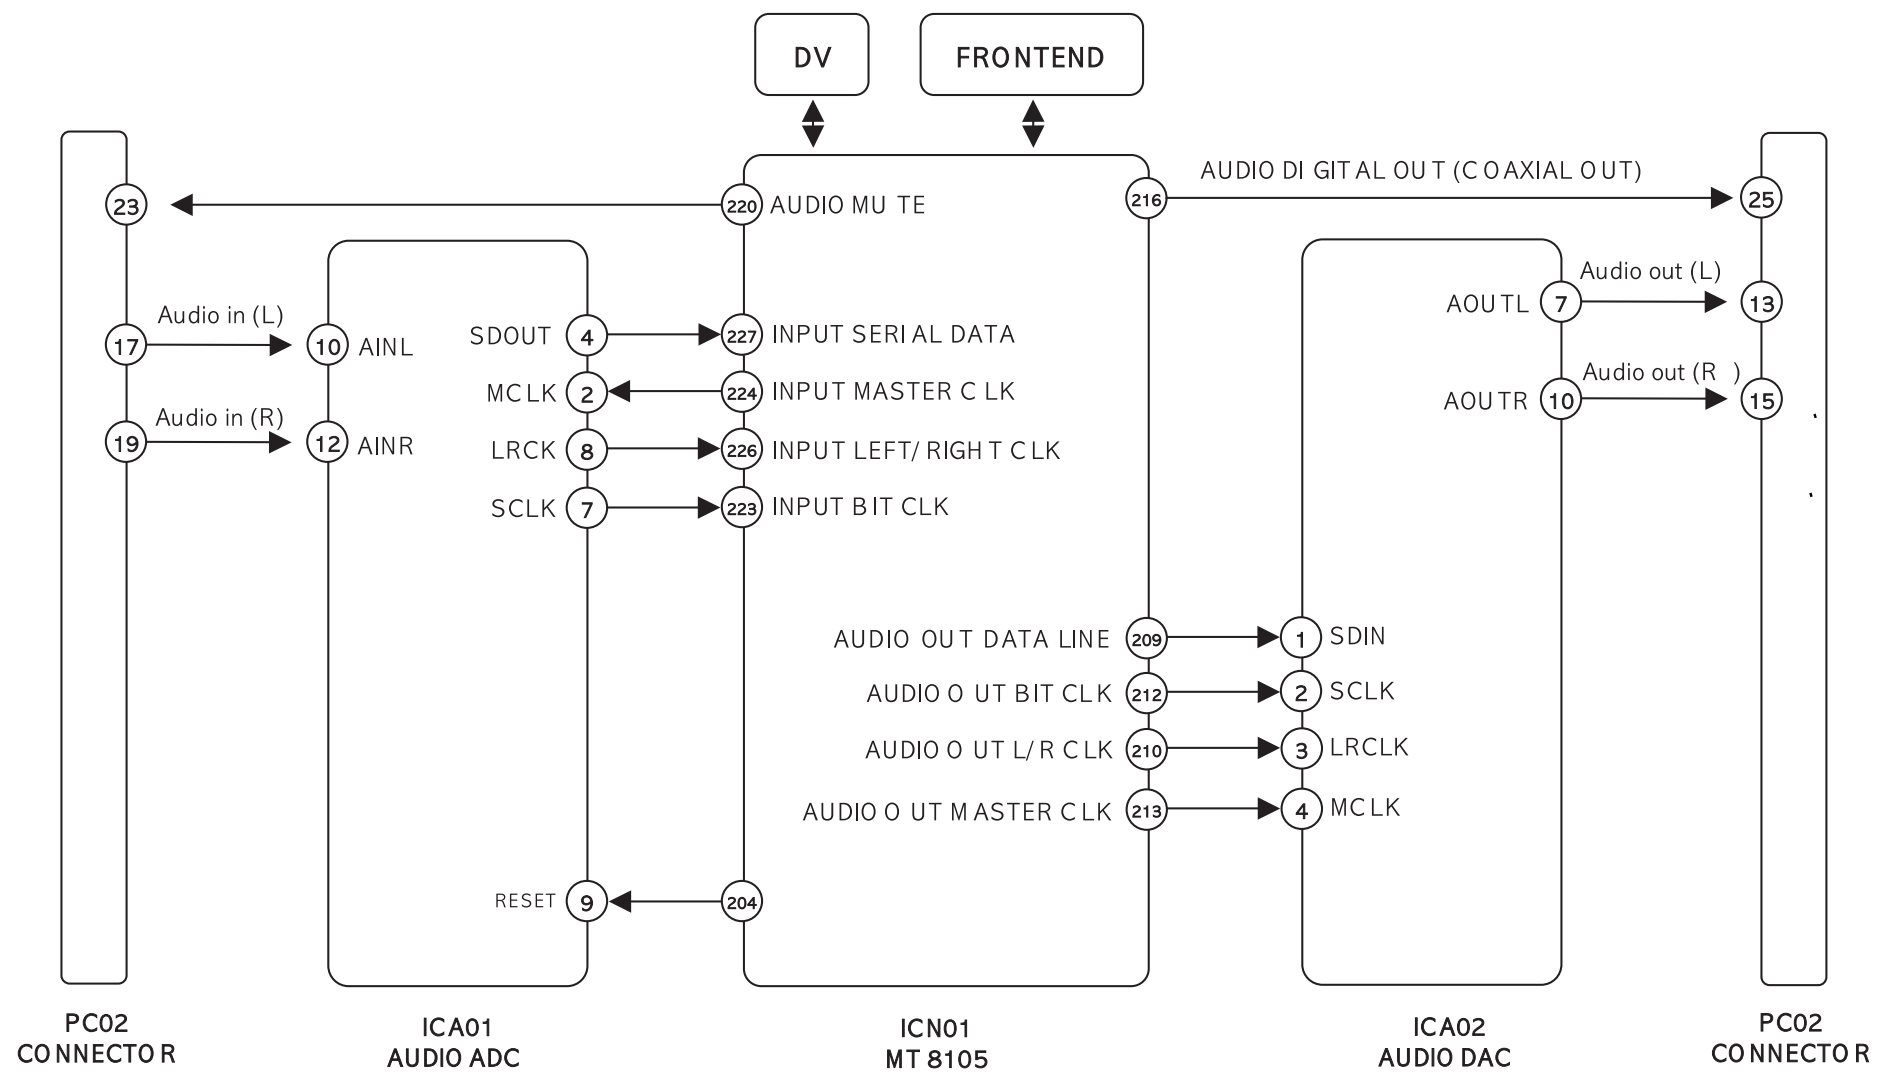 DV
FRONTEND
AUDIO DIGITAL OUT (COAXIAL OUT)
23
220 AUDIO MUTE
216
25
Audio in (L)
17
10 AINL
Audio in (R)
19
12 AINR
SDOUT 4
227 INPUT SERIAL DATA
MCLK 2
224 INPUT MASTER CLK
LRCK 8
226 INPUT LEFT/RIGHT CLK
SCLK 7
223 INPUT BIT CLK
Audio out (L)
AOUTL 7
13
Audio out (R )
AOUTR 10
15
AUDIO OUT DATA LINE 209
1 SDIN
AUDIO OUT BIT CLK 212
2 SCLK
AUDIO OUT L/R CLK 210
3 LRCLK
AUDIO OUT MASTER CLK 213
4 MCLK
RESET 9
204
PC02
CONNECTOR
ICA01
AUDIO ADC
ICN01
MT 8105
ICA02
AUDIO DAC
PC02
CONNECTOR